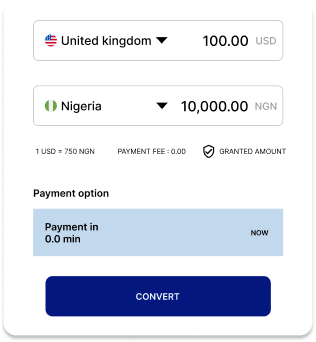 United kingdom 100.00 USD
Nigeria 10,000.00 NGN
1 USD = 750 NGN PAYMENT FEE : 0.00 GRANTED AMOUNT
Payment option
Payment in
0.0 min
NOW
CONVERT